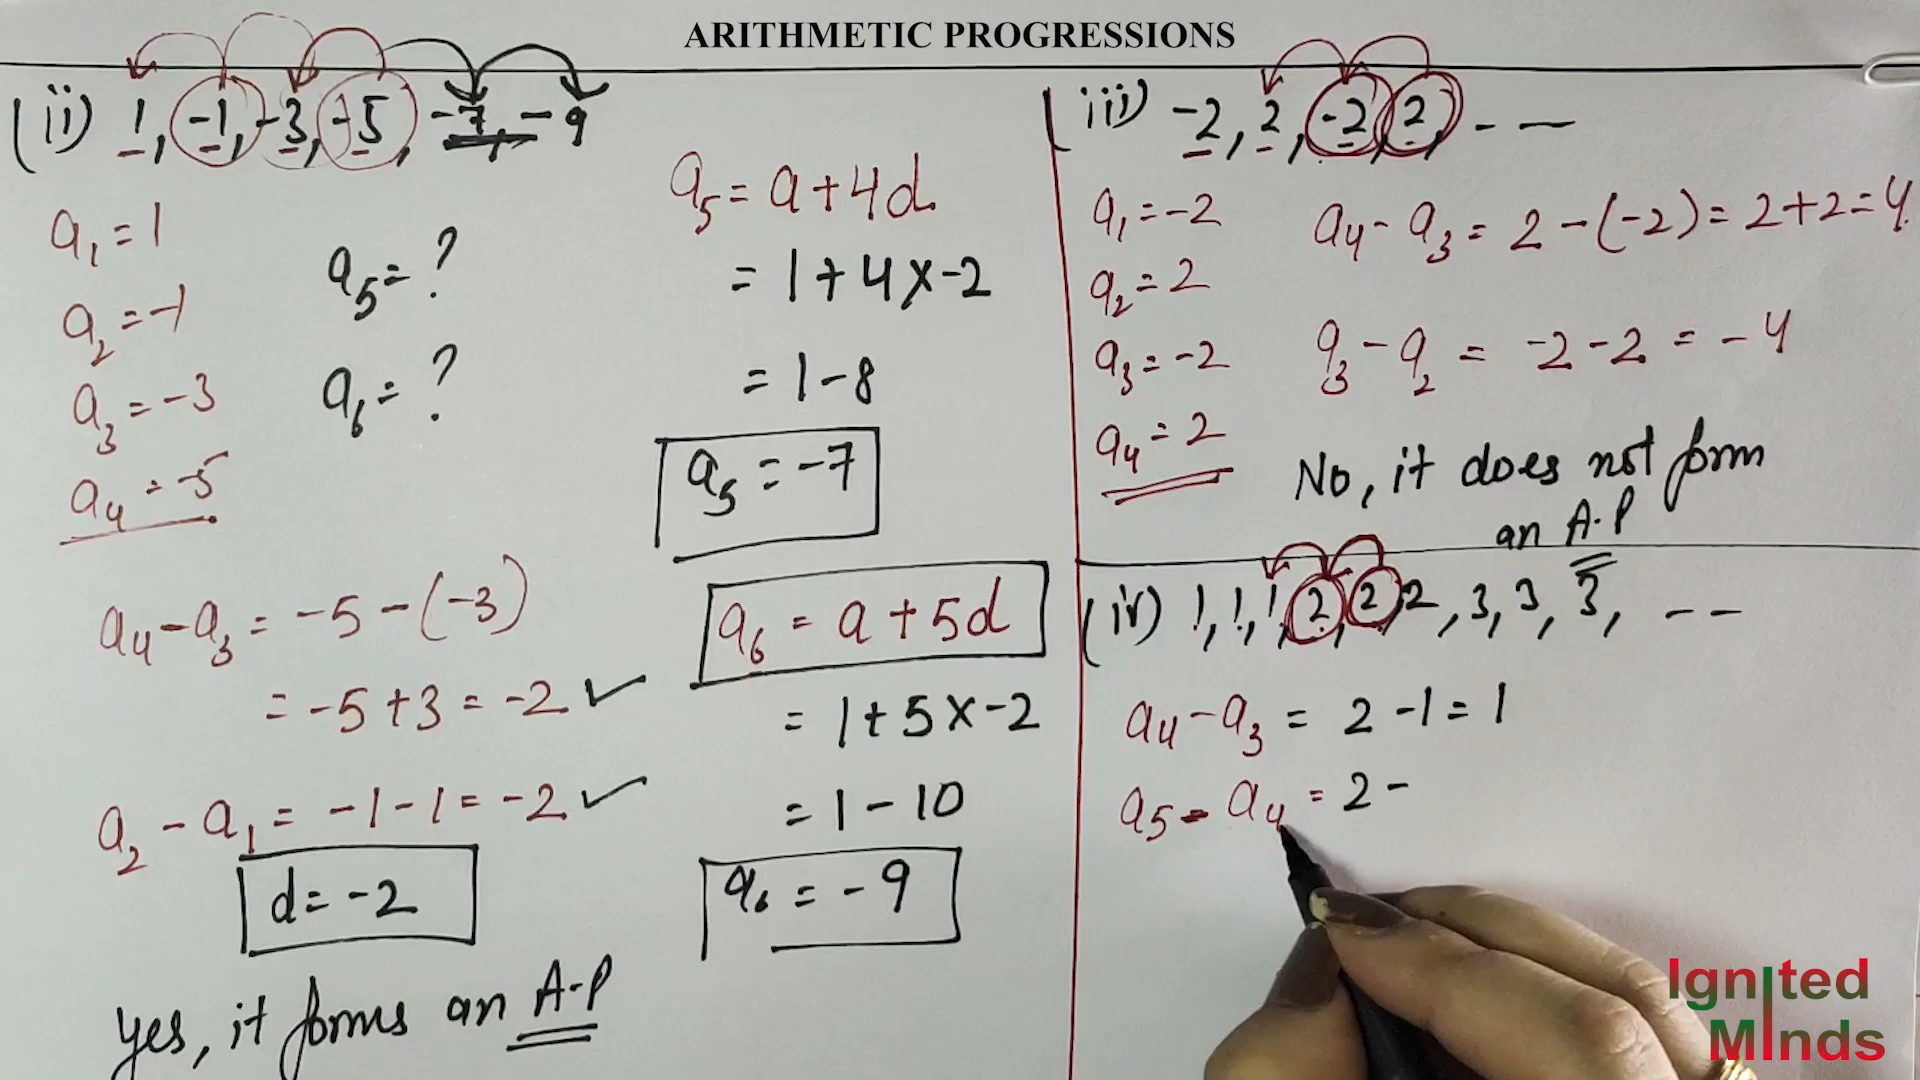 ARITHMETIC PROGRESSIONS
(ii) 1, -1, -3, -5, -7, -9
a₁ = 1
a₂ = -1
a₃ = -3
a₄ = -5
a₅ = ?
a₆ = ?
a₄ - a₃ = -5 - (-3)
= -5 + 3 = -2 ✓
a₂ - a₁ = -1 - 1 = -2 ✓
d = -2
yes, it forms an A.P
a₅ = a + 4d
= 1 + 4 x -2
= 1 - 8
a₅ = -7
a₆ = a + 5d
= 1 + 5 x -2
= 1 - 10
a₆ = -9
iii) -2, 2, -2, 2, - —
a₁ = -2
a₂ = 2
a₃ = -2
a₄ = 2
a₄ - a₃ = 2 - (-2) = 2 + 2 = 4
a₃ - a₂ = -2 - 2 = -4
No, it does not form
an A.P
(iv) 1, 1, 1, 2, 2, 2, 3, 3, 3, - -
a₄ - a₃ = 2 - 1 = 1
a₅ - a₄ = 2 -
Ignited
Minds